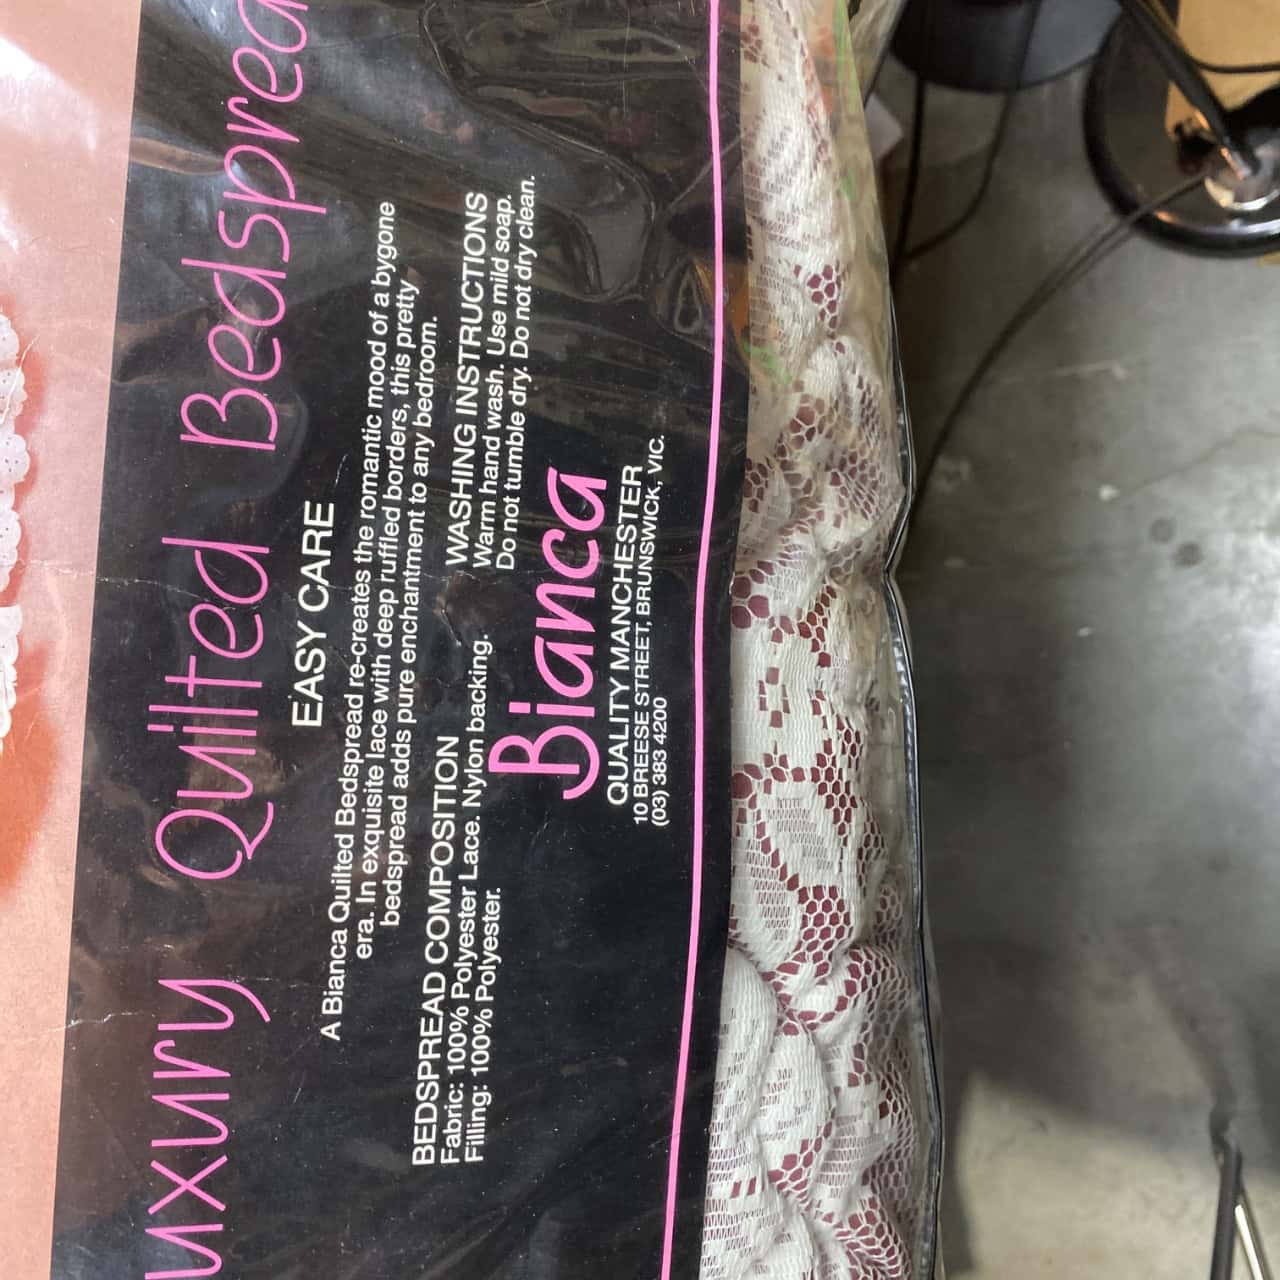 uxury Quilted Bedsprea
EASY CARE
A Bianca Quilted Bedspread re-creates the romantic mood of a bygone
era. In exquisite lace with deep ruffled borders, this pretty
bedspread adds pure enchantment to any bedroom.
BEDSPREAD COMPOSITION
Fabric: 100% Polyester Lace. Nylon backing.
Filling: 100% Polyester.
WASHING INSTRUCTIONS
Warm hand wash. Use mild soap.
Do not tumble dry. Do not dry clean.
Bianca
QUALITY MANCHESTER
10 BREESE STREET, BRUNSWICK, VIC.
(03) 383 4200